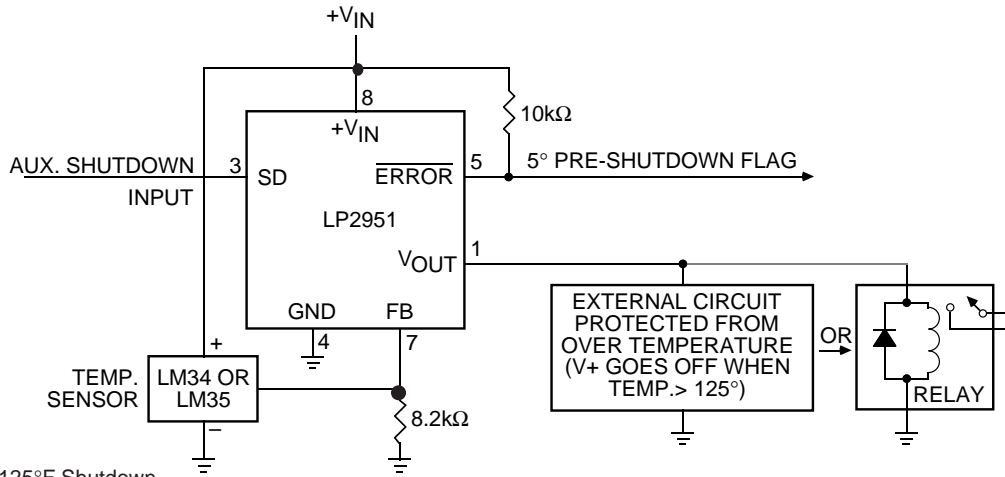 +VIN
8
+VIN
10kΩ
AUX. SHUTDOWN
INPUT
3
SD
ERROR
5
5° PRE-SHUTDOWN FLAG
LP2951
VOUT
1
GND
FB
4
7
TEMP.
SENSOR
+
LM34 OR
LM35
–
8.2kΩ
EXTERNAL CIRCUIT
PROTECTED FROM
OVER TEMPERATURE
(V+ GOES OFF WHEN
TEMP.> 125°)
OR
RELAY
125°F Shutdown